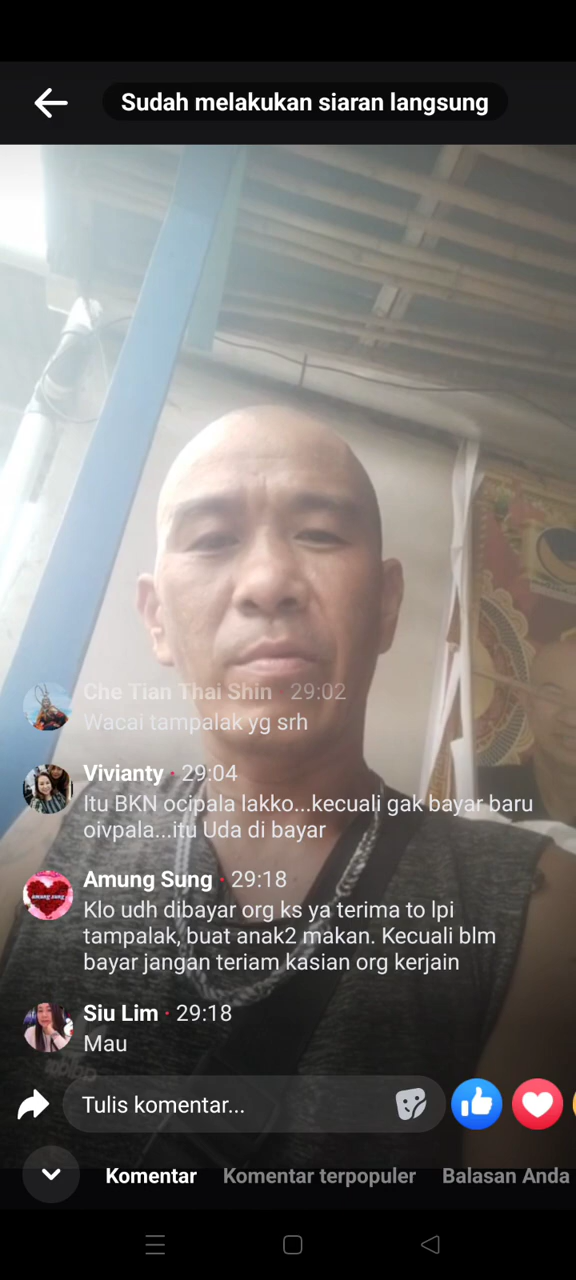 Sudah melakukan siaran langsung
Che Tian Thai Shin 29:02
Wacai tampalak yg srh
Vivianty · 29:04
Itu BKN ocipala lakko...kecuali gak bayar baru
oivpala...itu Uda di bayar
Amung Sung · 29:18
Klo udh dibayar org ks ya terima to lpi
tampalak, buat anak2 makan. Kecuali blm
bayar jangan teriam kasian org kerjain
Siu Lim · 29:18
Mau
Tulis komentar...
Komentar Komentar terpopuler Balasan Anda